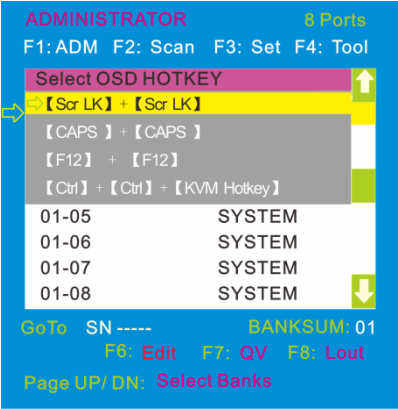 ADMINISTRATOR 8 Ports
F1: ADM F2: Scan F3: Set F4: Tool
Select OSD HOTKEY
【Scr LK】+【Scr LK】
【CAPS 】+【CAPS 】
【F12】 + 【F12】
【Ctrl】+【Ctrl】+【KVM Hotkey】
01-05 SYSTEM
01-06 SYSTEM
01-07 SYSTEM
01-08 SYSTEM
GoTo SN ----- BANKSUM: 01
F6: Edit F7: QV F8: Lout
Page UP/ DN: Select Banks